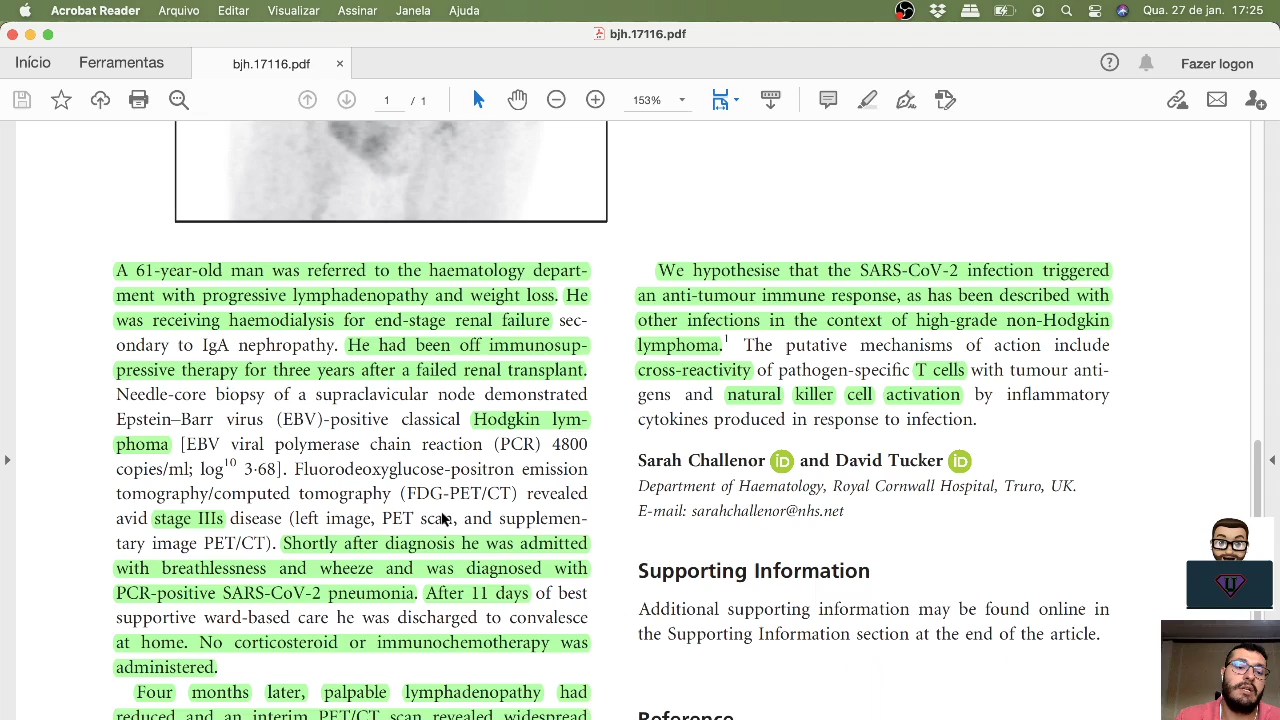 Acrobat Reader Arquivo Editar Visualizar Assinar Janela Ajuda Qua. 27 de jan. 17:25
bjh.17116.pdf
Início Ferramentas bjh.17116.pdf × Fazer logon
1 / 1 153%
A 61-year-old man was referred to the haematology depart-
ment with progressive lymphadenopathy and weight loss. He
was receiving haemodialysis for end-stage renal failure sec-
ondary to IgA nephropathy. He had been off immunosup-
pressive therapy for three years after a failed renal transplant.
Needle–core biopsy of a supraclavicular node demonstrated
Epstein–Barr virus (EBV)-positive classical Hodgkin lym-
phoma [EBV viral polymerase chain reaction (PCR) 4800
copies/ml; log10 3·68]. Fluorodeoxyglucose-positron emission
tomography/computed tomography (FDG-PET/CT) revealed
avid stage IIIs disease (left image, PET scan, and supplemen-
tary image PET/CT). Shortly after diagnosis he was admitted
with breathlessness and wheeze and was diagnosed with
PCR-positive SARS-CoV-2 pneumonia. After 11 days of best
supportive ward-based care he was discharged to convalesce
at home. No corticosteroid or immunochemotherapy was
administered.
Four months later, palpable lymphadenopathy had
reduced and an interim PET/CT scan revealed widespread
We hypothesise that the SARS-CoV-2 infection triggered
an anti-tumour immune response, as has been described with
other infections in the context of high-grade non-Hodgkin
lymphoma.1 The putative mechanisms of action include
cross-reactivity of pathogen-specific T cells with tumour anti-
gens and natural killer cell activation by inflammatory
cytokines produced in response to infection.
Sarah Challenor iD and David Tucker iD
Department of Haematology, Royal Cornwall Hospital, Truro, UK.
E-mail: sarahchallenor@nhs.net
Supporting Information
Additional supporting information may be found online in
the Supporting Information section at the end of the article.
Reference